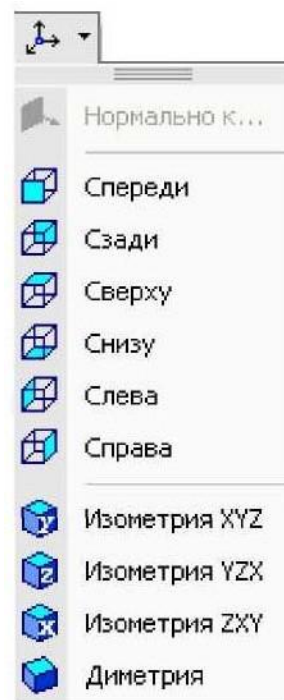 Нормально к...
Спереди
Сзади
Сверху
Снизу
Слева
Справа
Изометрия XYZ
Изометрия YZX
Изометрия ZXY
Диметрия